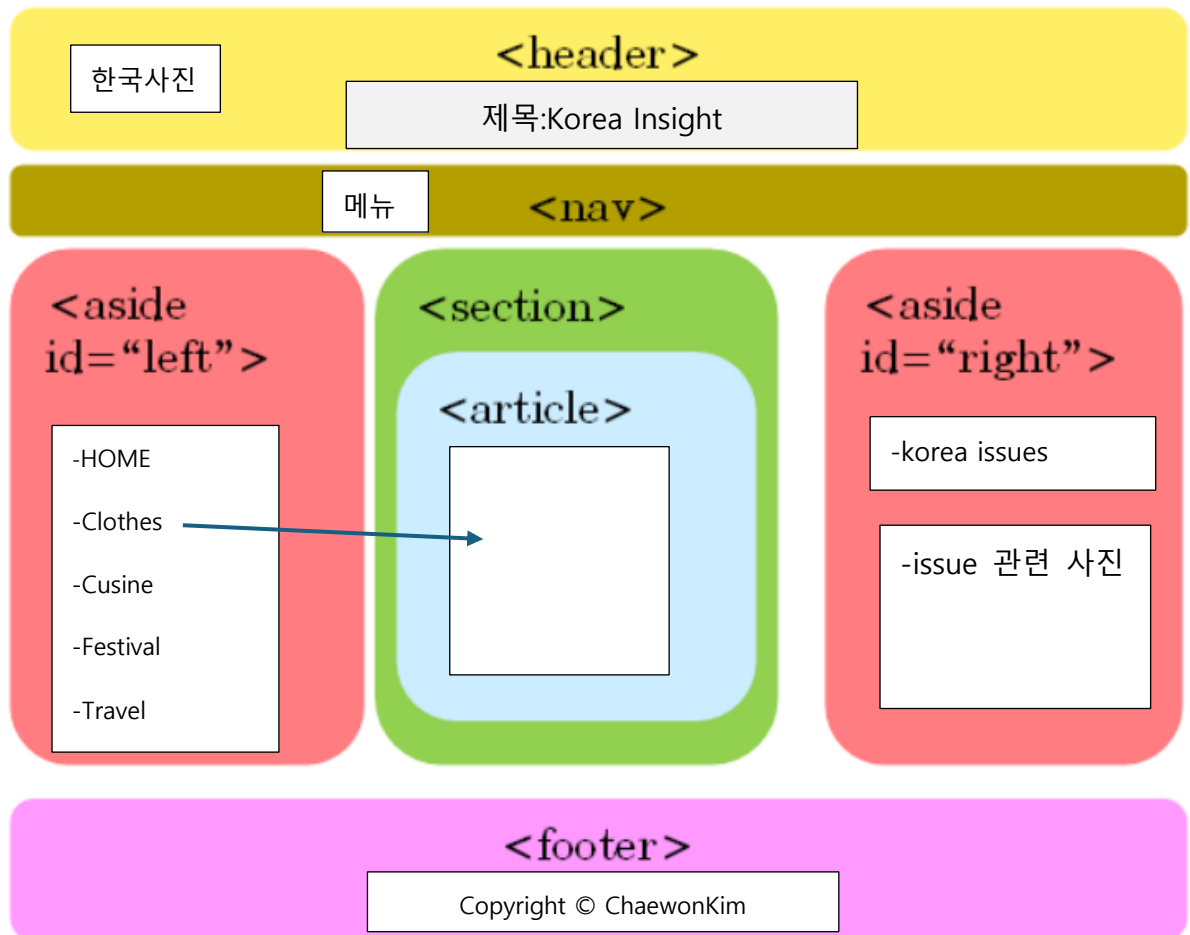 <header>
한국사진
제목:Korea Insight
메뉴
<nav>
<aside
id=“left”>
-HOME
-Clothes
-Cusine
-Festival
-Travel
<section>
<article>
<aside
id=“right”>
-korea issues
-issue 관련 사진
<footer>
Copyright © ChaewonKim